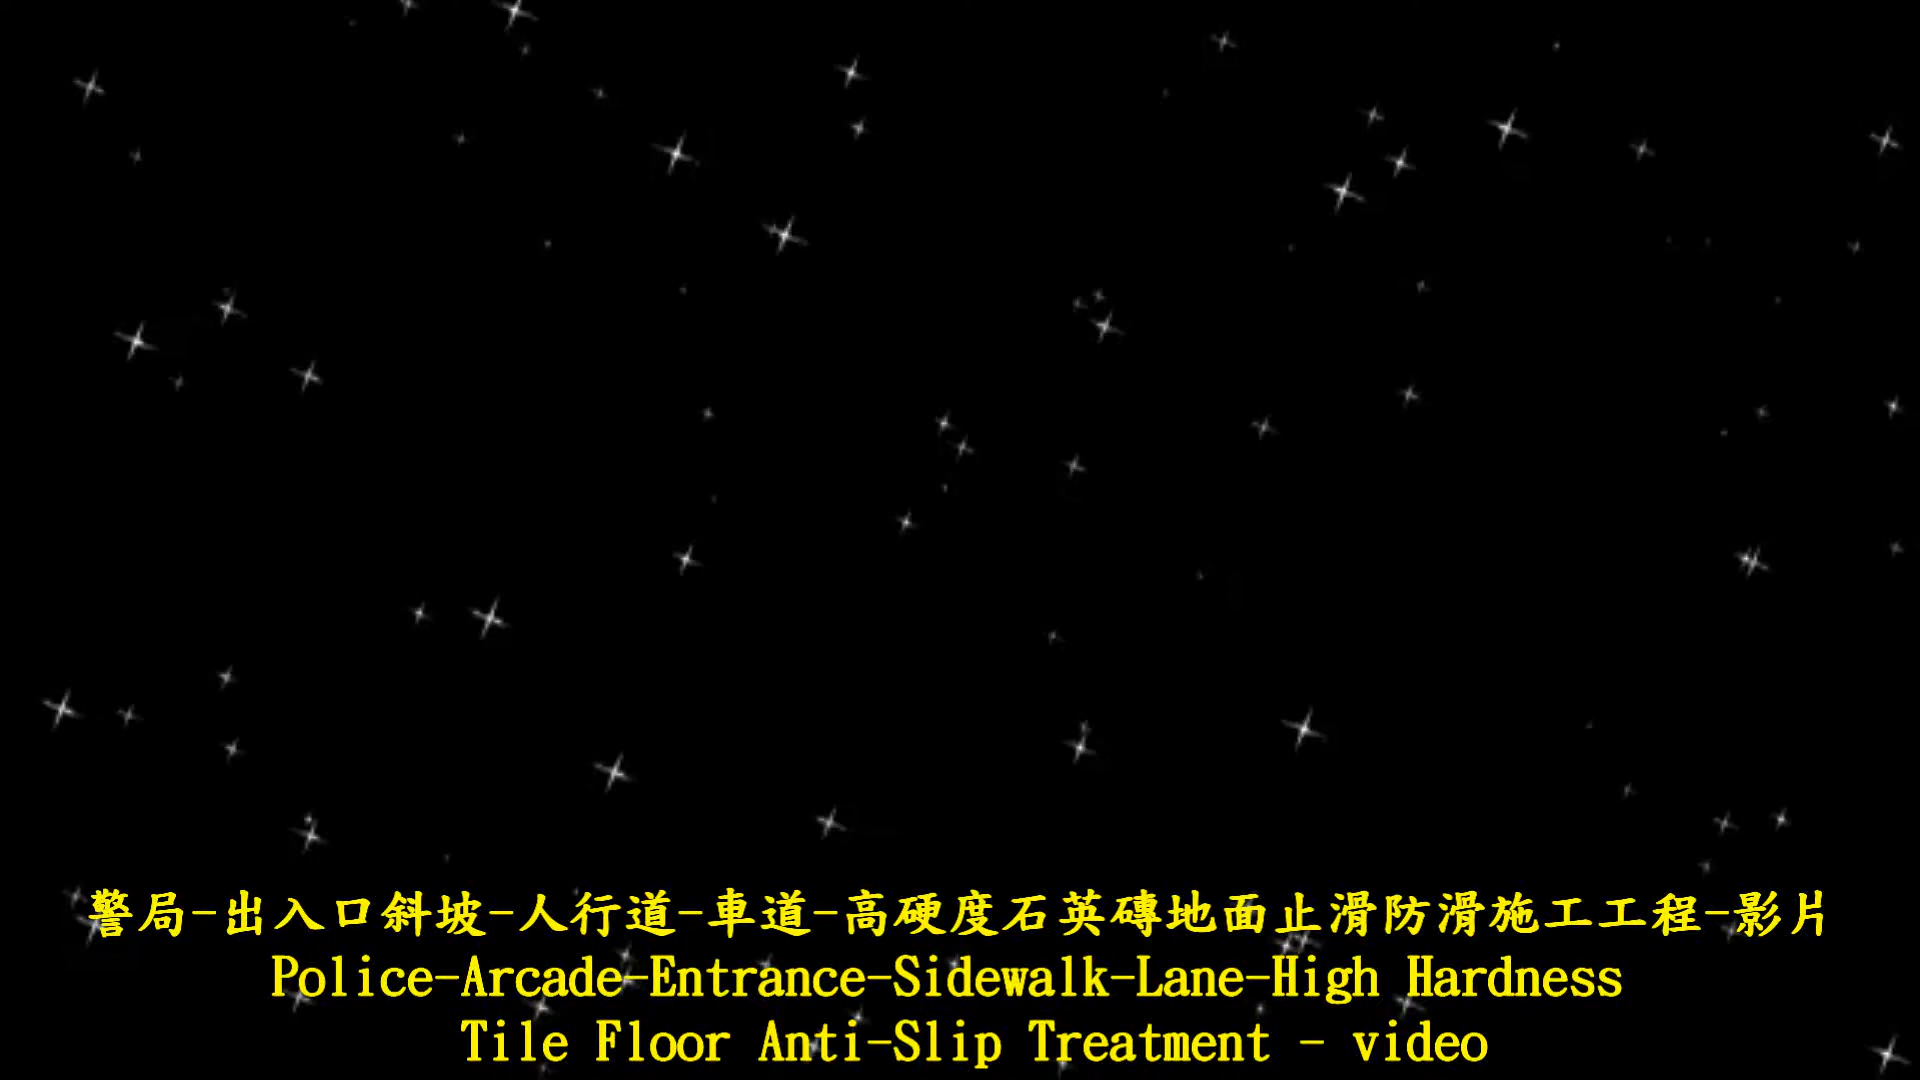 警局-出入口斜坡-人行道-車道-高硬度石英磚地面止滑防滑施工工程-影片
Police-Arcade-Entrance-Sidewalk-Lane-High Hardness
Tile Floor Anti-Slip Treatment - video